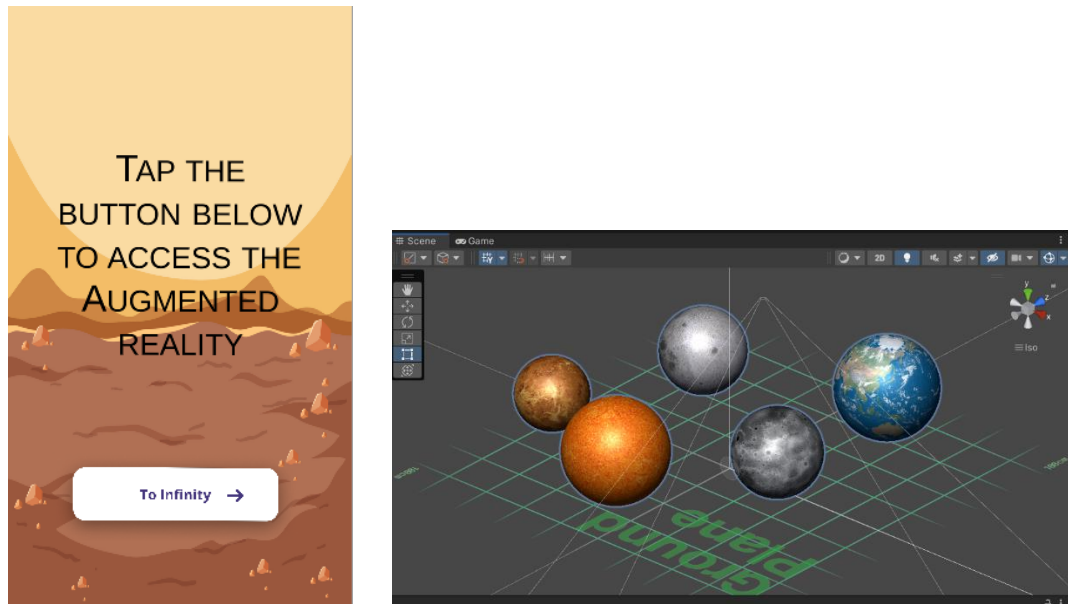 TAP THE
BUTTON BELOW
TO ACCESS THE
AUGMENTED
REALITY
To Infinity
Scene Game
2D
y
z
x
Iso
Ground
plane